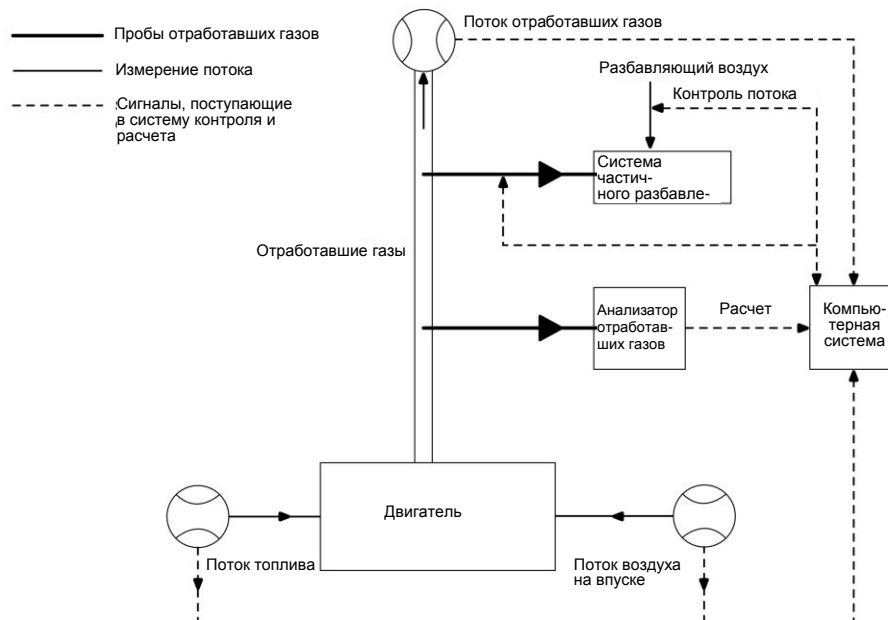 Поток отработавших газов
Пробы отработавших газов
Измерение потока
Сигналы, поступающие
в систему контроля и
расчета
Разбавляющий воздух
Контроль потока
Система
частич-
ного разбавле-
Отработавшие газы
Анализатор
отработав-
ших газов
Расчет
Компью-
терная
система
Двигатель
Поток топлива
Поток воздуха
на впуске